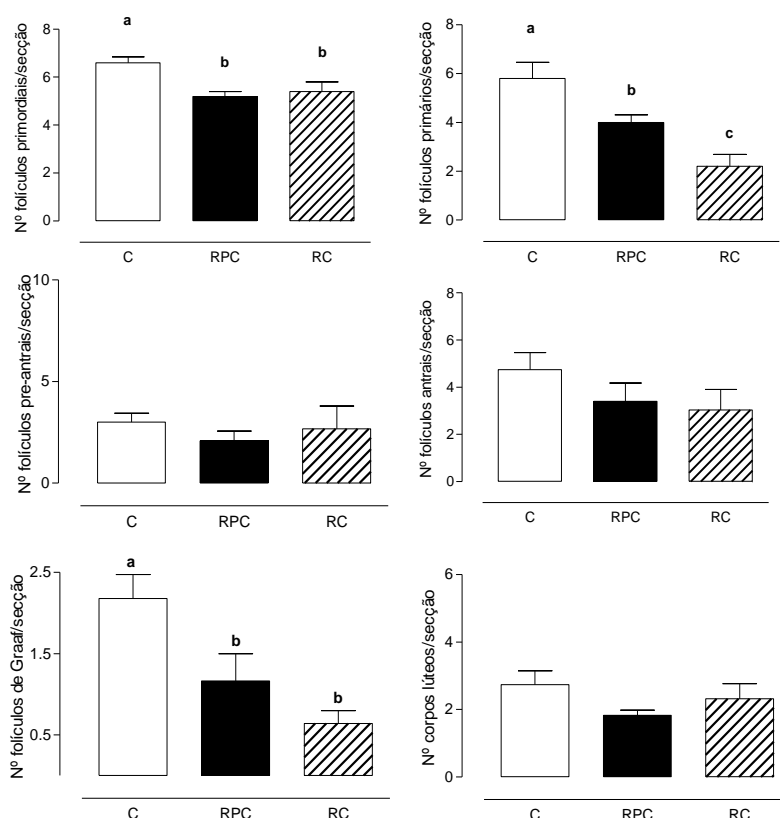 Nº folículos primordiais/secção
8
6
4
2
0
a
b
b
C RPC RC
Nº folículos primários/secção
8
6
4
2
0
a
b
c
C RPC RC
Nº folículos pre-antrais/secção
10
5
0
C RPC RC
Nº folículos antrais/secção
8
6
4
2
0
C RPC RC
Nº folículos de Graaf/secção
2.5
1.5
0.5
a
b
b
C RPC RC
Nº corpos lúteos/secção
6
4
2
0
C RPC RC